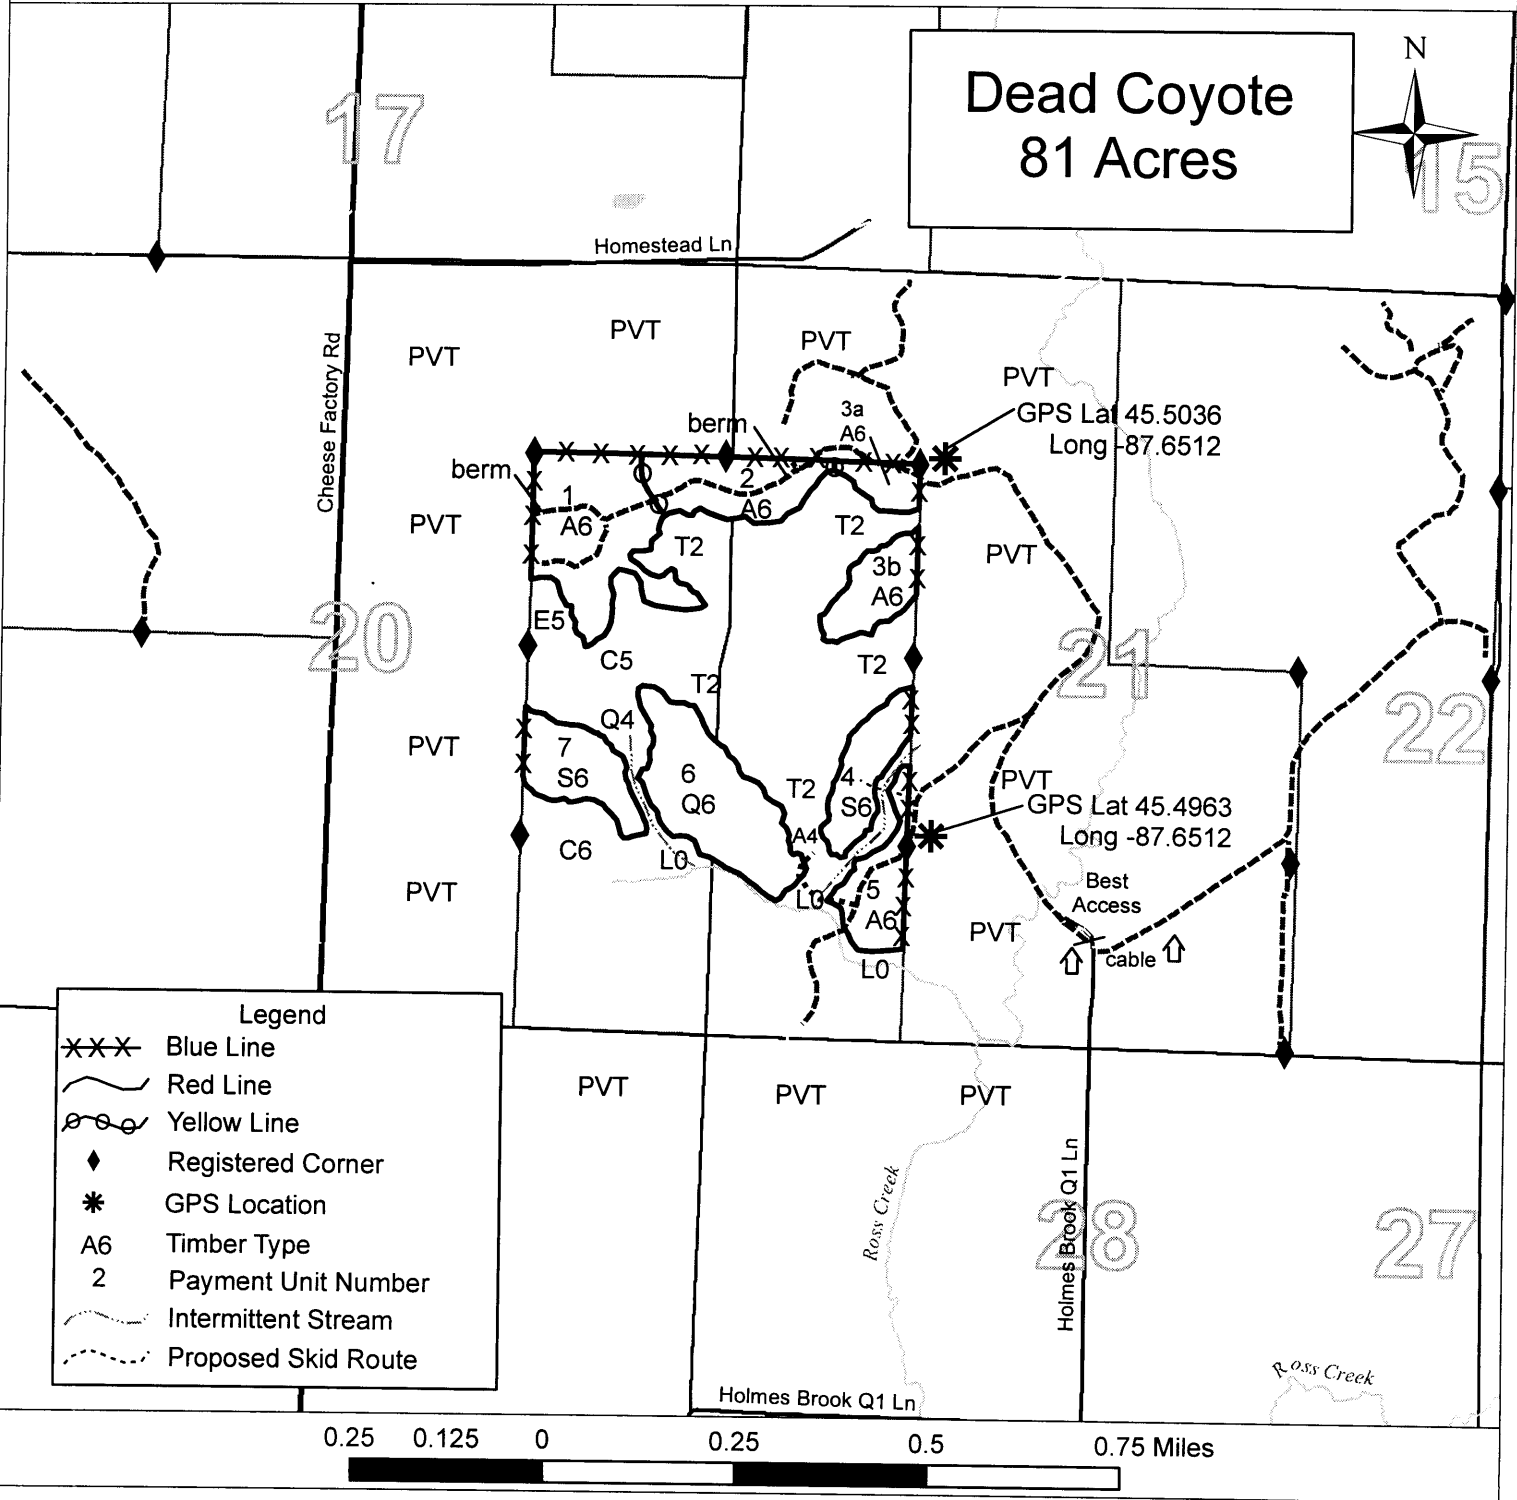 Dead Coyote
81 Acres
N
17
15
Homestead Ln
Cheese Factory Rd
PVT
PVT
PVT
PVT
GPS Lat 45.5036
Long -87.6512
3a
A6
berm
berm
1
A6
2
A6
T2
T2
PVT
PVT
3b
A6
E5
20
C5
T2
T2
21
22
Q4
7
S6
6
Q6
T2
4
S6
PVT
PVT
GPS Lat 45.4963
Long -87.6512
A4
C6
L0
PVT
L0
5
A6
Best
Access
PVT
cable
L0
Legend
Blue Line
Red Line
Yellow Line
Registered Corner
GPS Location
A6 Timber Type
2 Payment Unit Number
Intermittent Stream
Proposed Skid Route
PVT
PVT
PVT
Ross Creek
Holmes Brook Q1 Ln
28
27
Ross Creek
Holmes Brook Q1 Ln
0.25 0.125 0 0.25 0.5 0.75 Miles